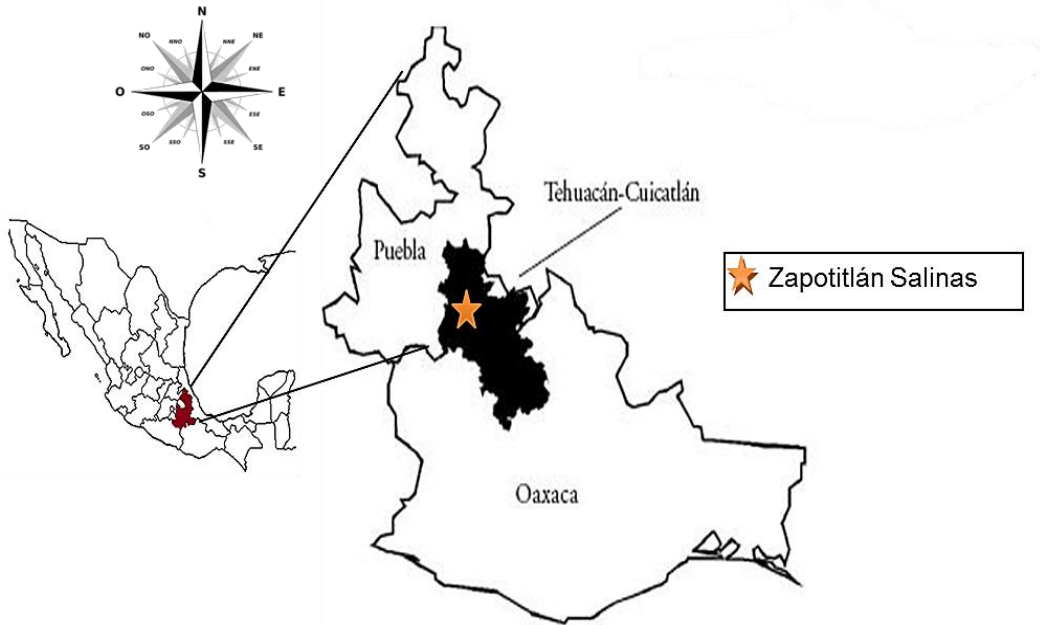 N
NO
NNO
NNE
NE
ONO
ENE
O
E
OSO
ESE
SO
SSO
SSE
SE
S
Tehuacán-Cuicatlán
Puebla
Zapotitlán Salinas
Oaxaca